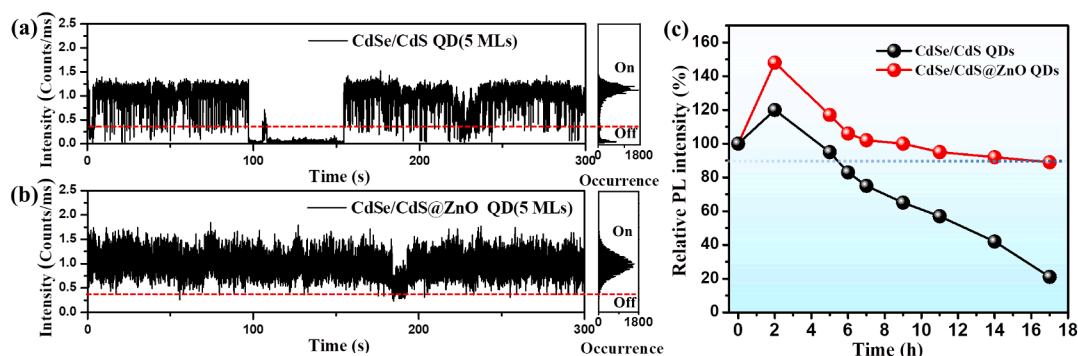 (a)
2.5
2.0
1.5
1.0
0.5
0.0
Intensity (Counts/ms)
CdSe/CdS QD(5 MLs)
On
Off
0
100
200
300
0
1800
Time (s)
Occurrence
(b)
2.5
2.0
1.5
1.0
0.5
0.0
Intensity (Counts/ms)
CdSe/CdS@ZnO QD(5 MLs)
On
Off
0
100
200
300
0
1800
Time (s)
Occurrence
(c)
CdSe/CdS QDs
CdSe/CdS@ZnO QDs
160
140
120
100
80
60
40
20
0
Relative PL intensity (%)
0
2
4
6
8
10
12
14
16
18
Time (h)